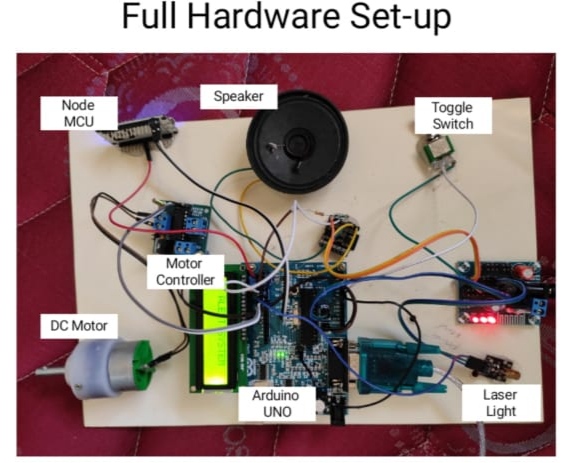 Full Hardware Set-up
Node
MCU
Speaker
Toggle
Switch
Motor
Controller
DC Motor
Arduino
UNO
Laser
Light